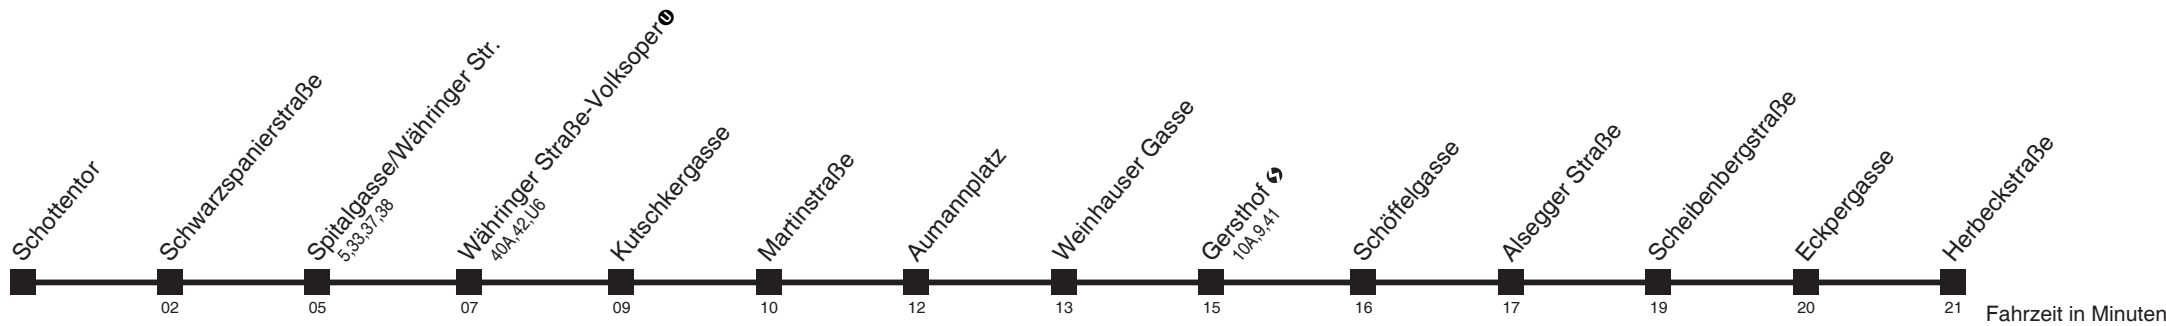 Schottentor
Schwarzspanierstraße
Spitalgasse/Währinger Str.
5,33,37,38
Währinger Straße-Volksoper U
40A,42,U6
Kutschkergasse
Martinstraße
Aumannplatz
Weinhauser Gasse
Gersthof
10A,9,41
Schöffelgasse
Alsegger Straße
Scheibenbergstraße
Eckpergasse
Herbeckstraße
02 05 07 09 10 12 13 15 16 17 19 20 21 Fahrzeit in Minuten